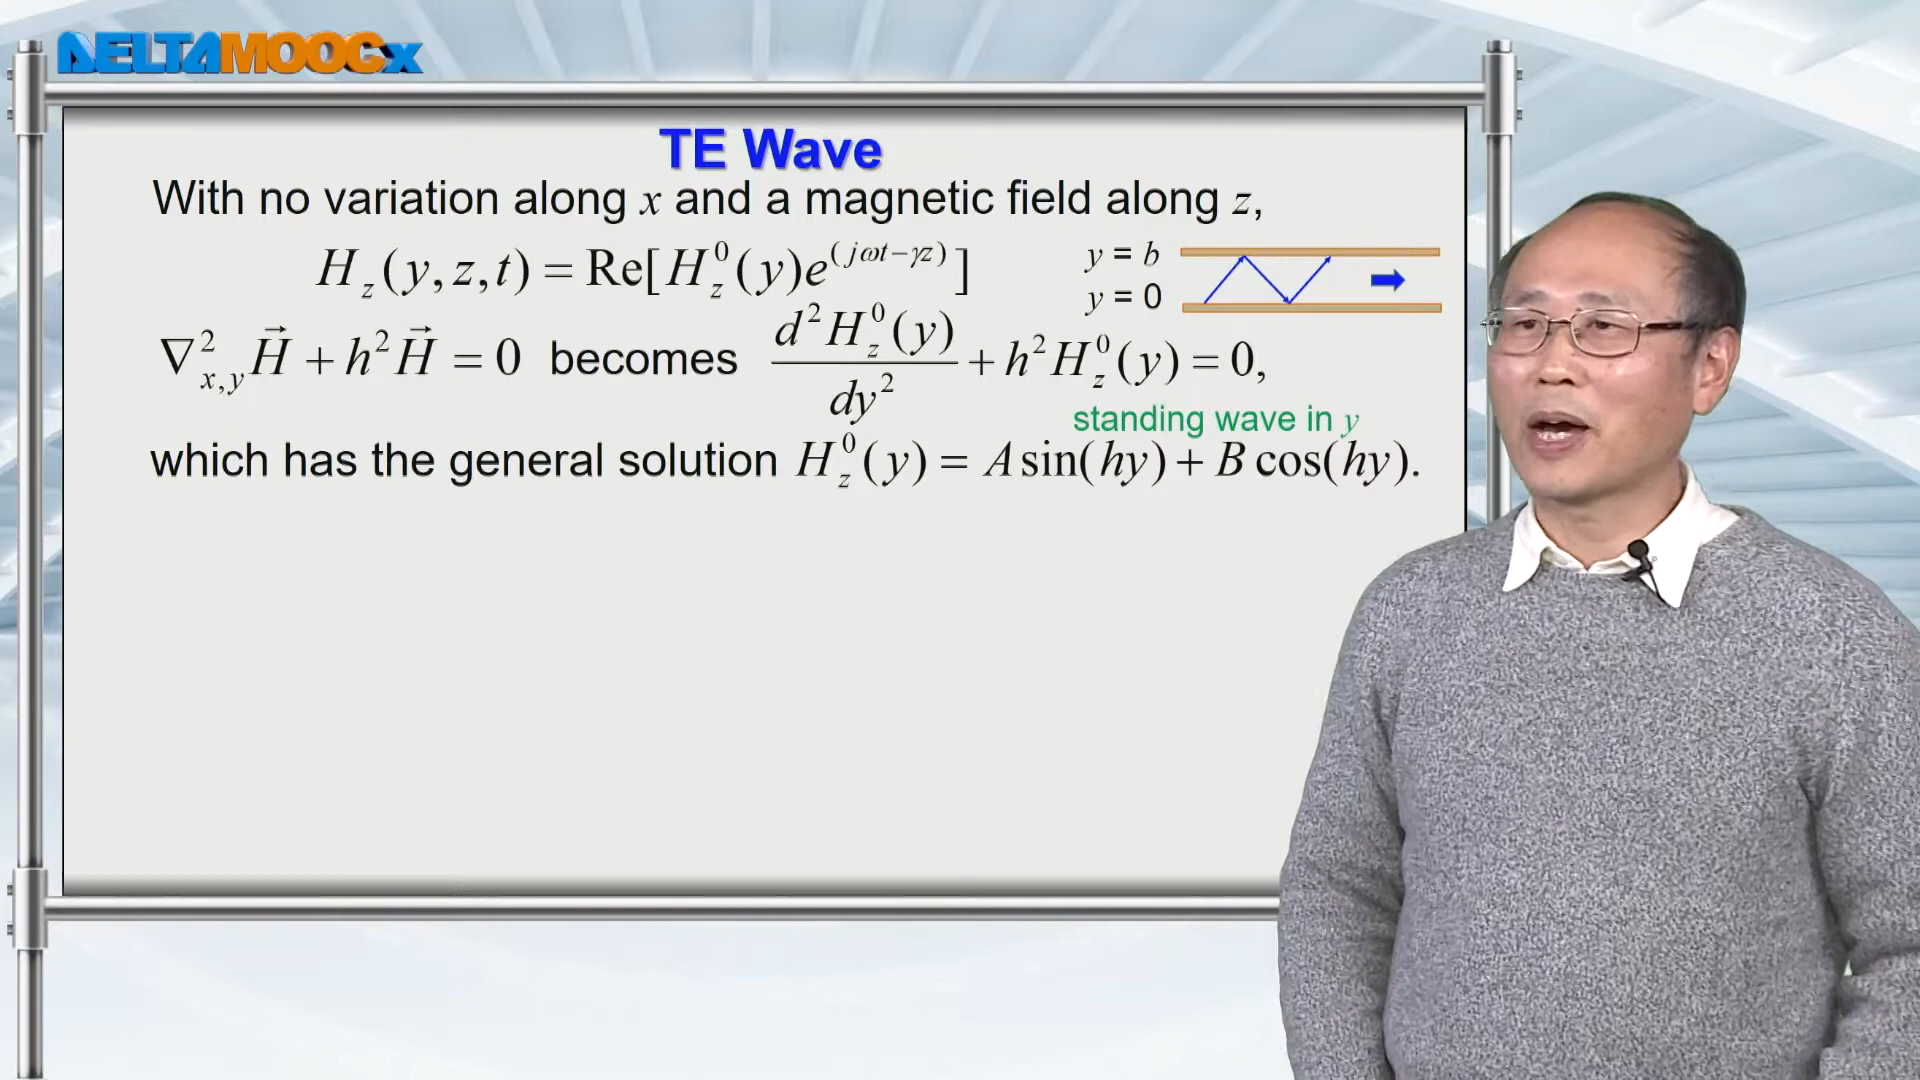 DELTAMOOCx
TE Wave
With no variation along x and a magnetic field along z,
H_z(y,z,t) = Re[H_z^0(y)e^{(jωt−γz)}]
y = b
y = 0
∇²_{x,y} H⃗ + h²H⃗ = 0 becomes d²H_z^0(y)/dy² + h²H_z^0(y) = 0,
standing wave in y
which has the general solution H_z^0(y) = A sin(hy) + B cos(hy).